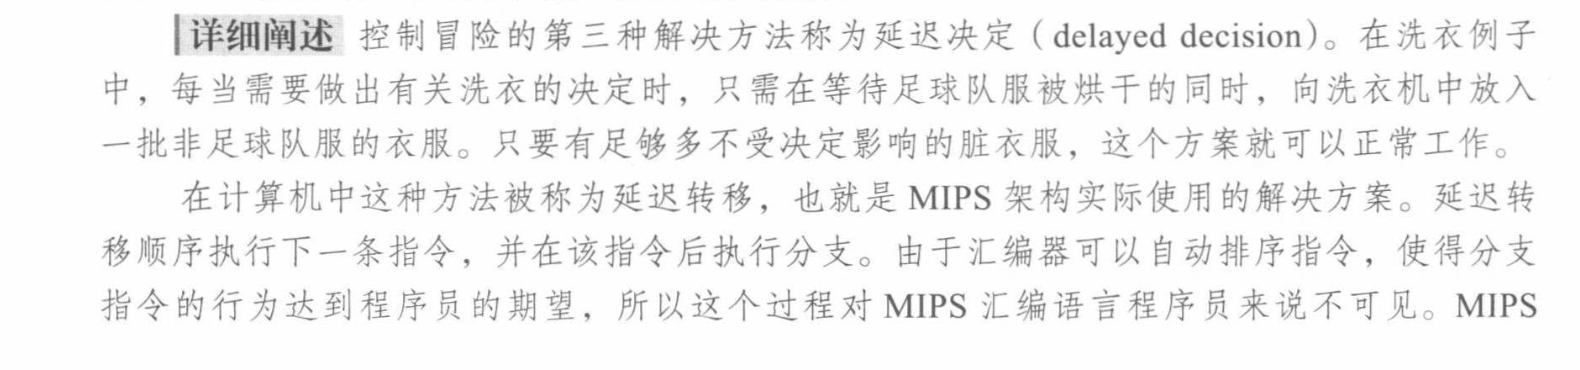 详细阐述 控制冒险的第三种解决方法称为延迟决定（delayed decision）。在洗衣例子
中，每当需要做出有关洗衣的决定时，只需在等待足球队服被烘干的同时，向洗衣机中放入
一批非足球队服的衣服。只要有足够多不受决定影响的脏衣服，这个方案就可以正常工作。
在计算机中这种方法被称为延迟转移，也就是 MIPS 架构实际使用的解决方案。延迟转
移顺序执行下一条指令，并在该指令后执行分支。由于汇编器可以自动排序指令，使得分支
指令的行为达到程序员的期望，所以这个过程对 MIPS 汇编语言程序员来说不可见。MIPS